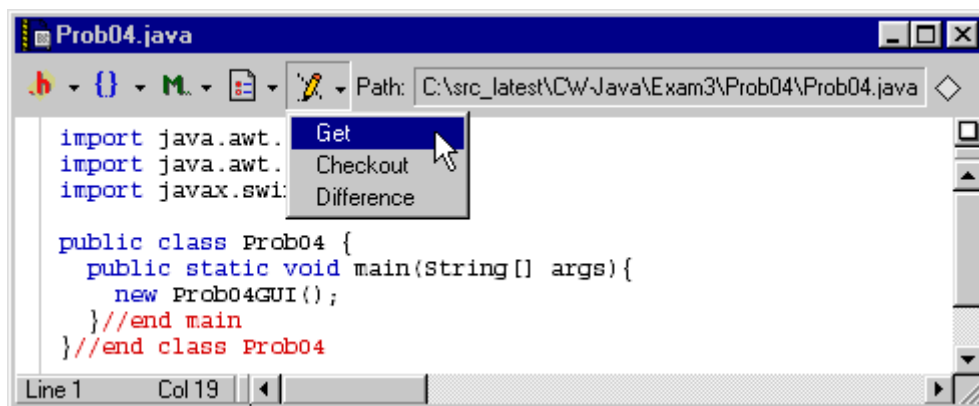 Prob04.java
.h {} M. Path: C:\src_latest\CW-Java\Exam3\Prob04\Prob04.java
Get
Checkout
Difference
import java.awt.
import java.awt.
import javax.swi
public class Prob04 {
public static void main(String[] args){
new Prob04GUI();
}//end main
}//end class Prob04
Line 1 Col 19